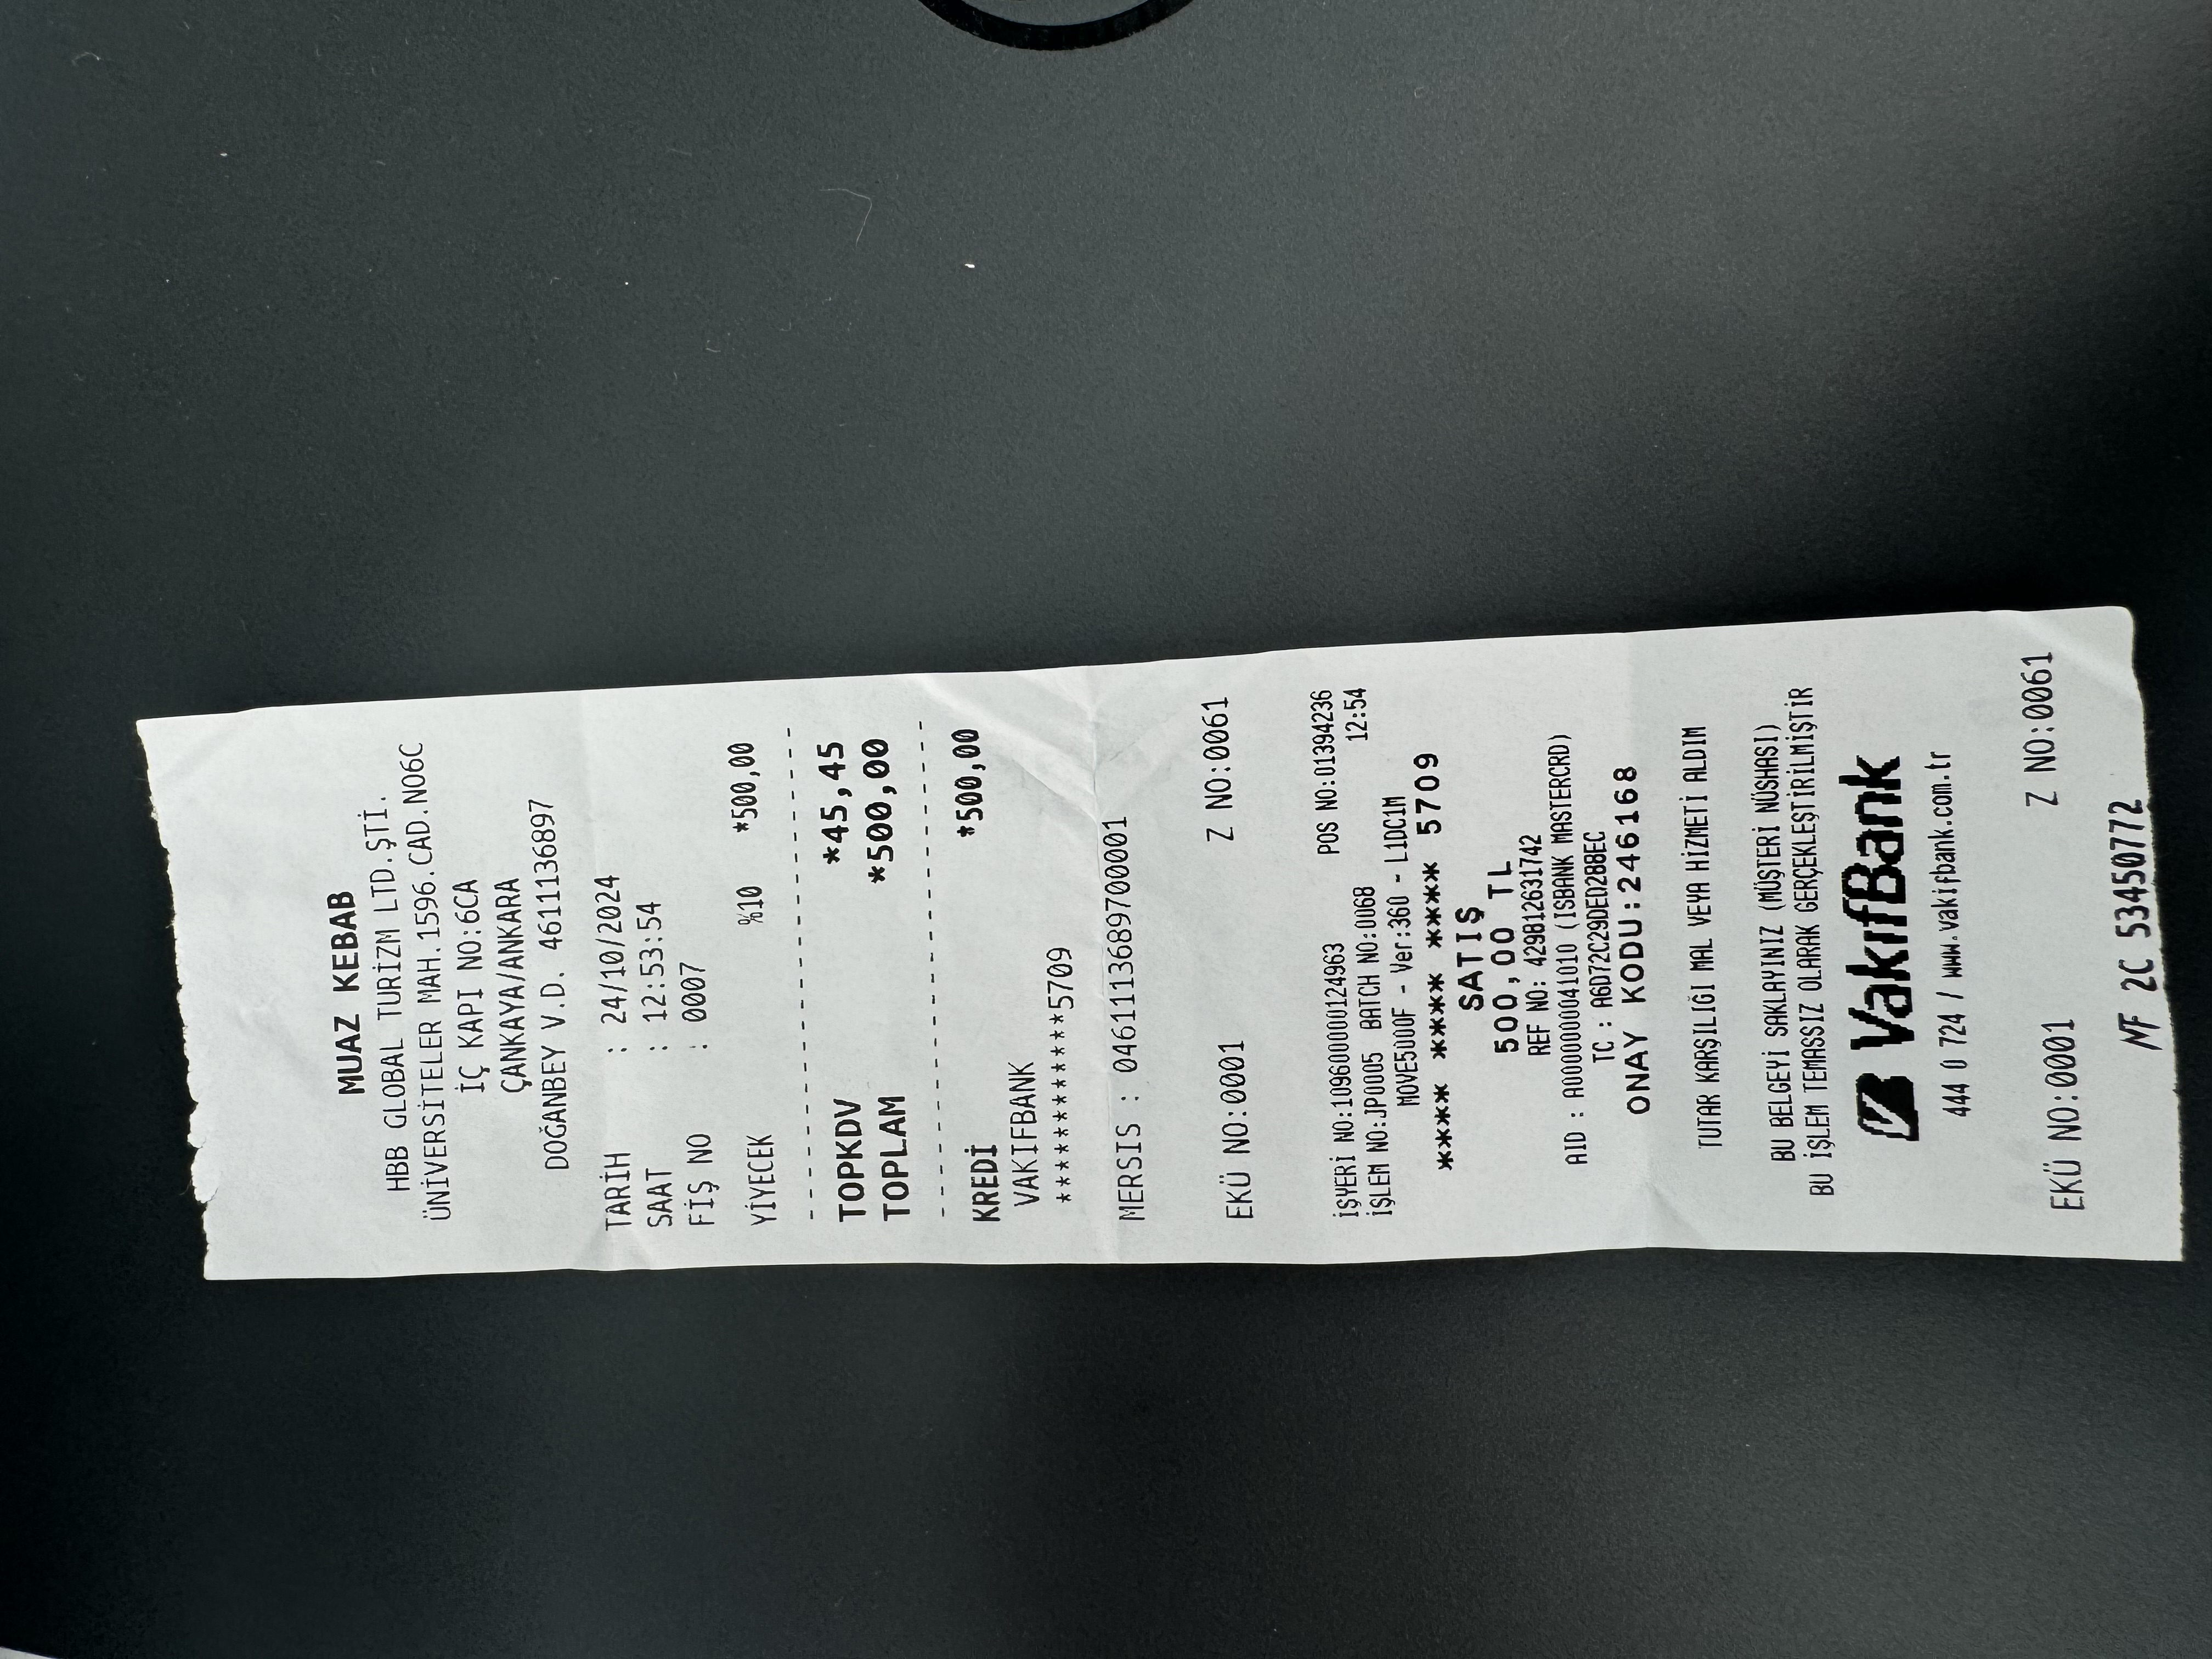 MUAZ KEBAB
HBB GLOBAL TURİZM LTD.ŞTİ.
ÜNİVERSİTELER MAH.1596.CAD.NO6C
İÇ KAPI NO:6CA
ÇANKAYA/ANKARA
DOĞANBEY V.D. 4611136897
TARİH : 24/10/2024
SAAT : 12:53:54
FİŞ NO : 0007
YİYECEK %10 *500,00
------------------------
TOPKDV *45,45
TOPLAM *500,00
------------------------
KREDİ *500,00
VAKIFBANK
************5709
MERSIS : 0461113689700001
EKÜ NO:0001 Z NO:0061
İŞYERİ NO:109600000124963 POS NO:01394236
İŞLEM NO:JP0005 BATCH NO:0068 12:54
MOVE5000F - Ver:360 - L1DC1M
**** **** **** 5709
SATIŞ
500,00 TL
REF NO: 429812631742
AID : A0000000041010 (ISBANK MASTERCRD)
TC : A6D72C29DED288EC
ONAY KODU:246168
TUTAR KARŞILIĞI MAL VEYA HİZMETİ ALDIM
BU BELGEYİ SAKLAYINIZ (MÜŞTERİ NÜSHASI)
BU İŞLEM TEMASSIZ OLARAK GERÇEKLEŞTİRİLMİŞTİR
VakıfBank
444 0 724 / www.vakifbank.com.tr
EKÜ NO:0001 Z NO:0061
MF 2C 53450772